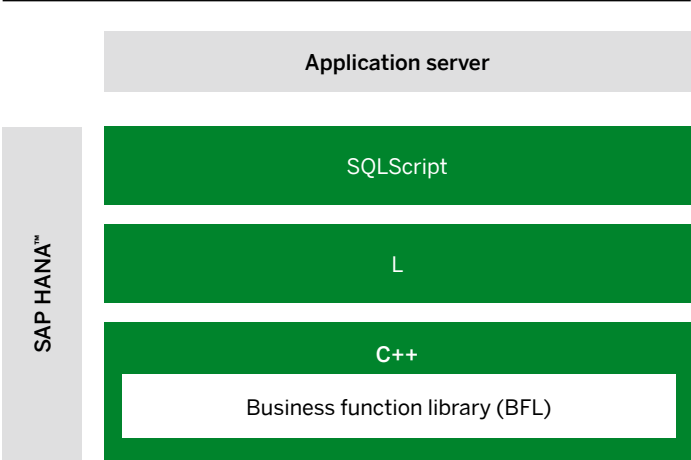 Application server
SAP HANA™
SQLScript
L
C++
Business function library (BFL)